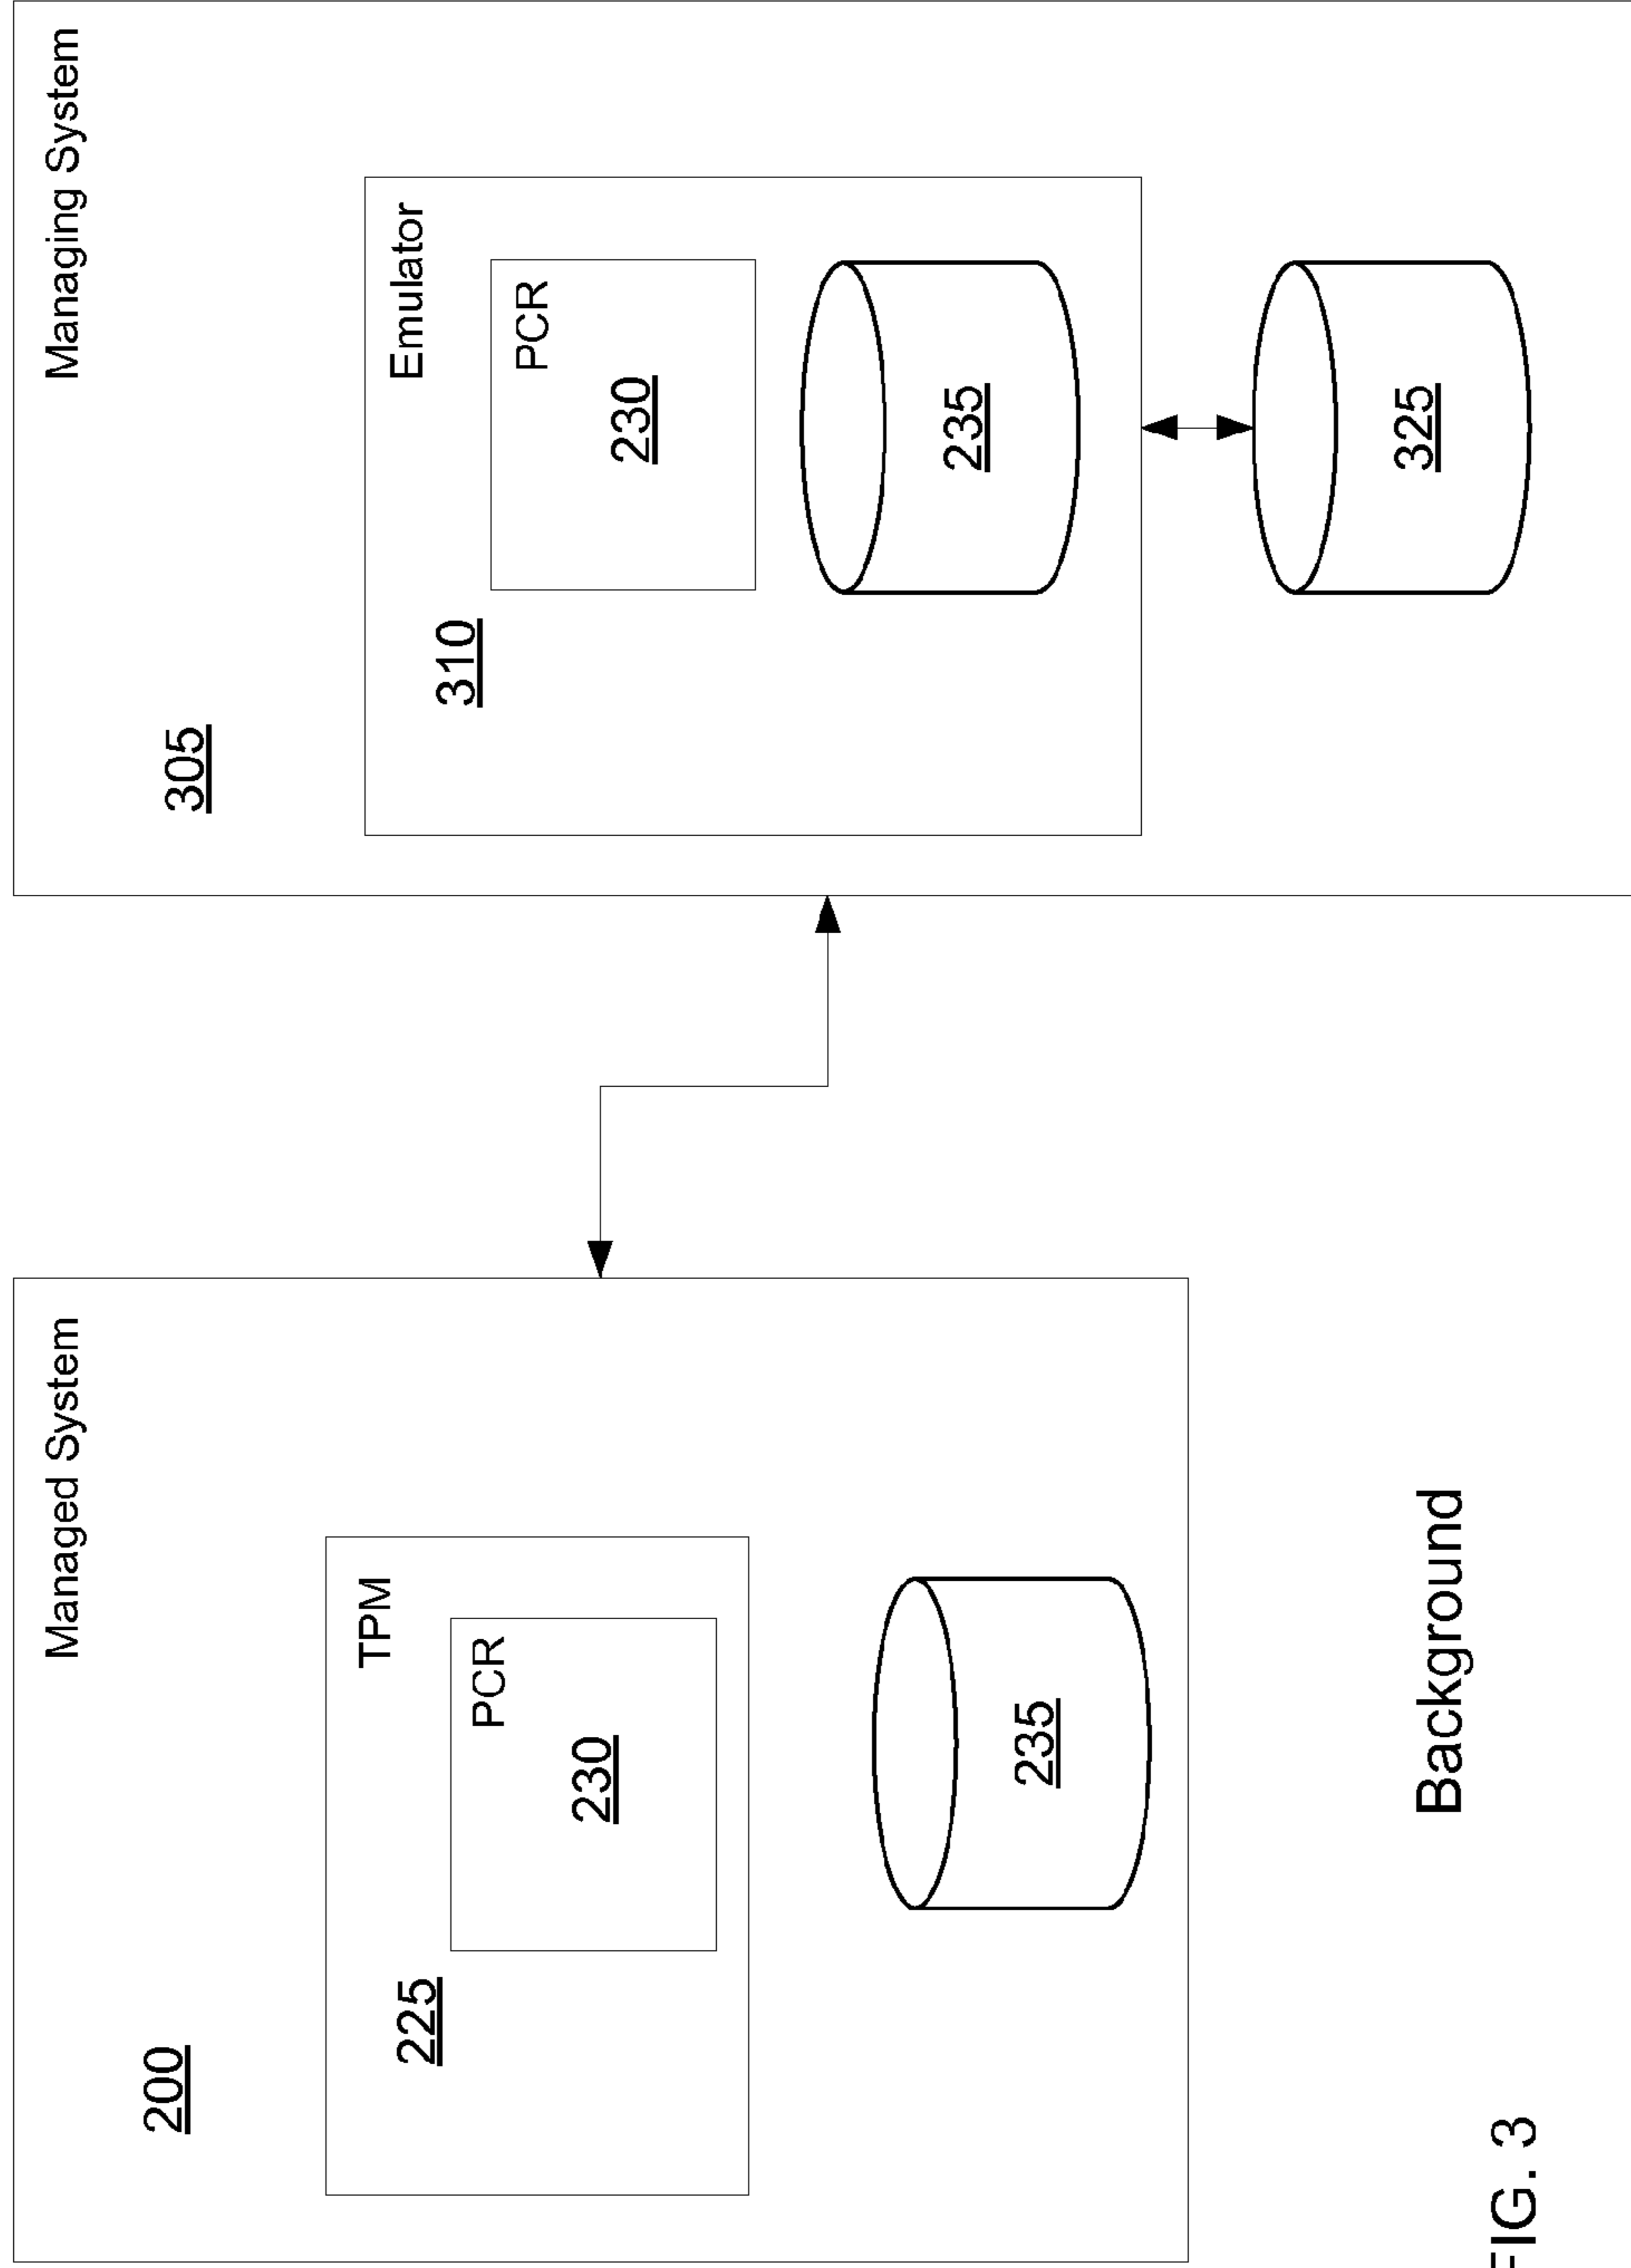 Managed System
200
TPM
225
PCR
230
235
Managing System
305
Emulator
310
PCR
230
235
325
Background
FIG. 3